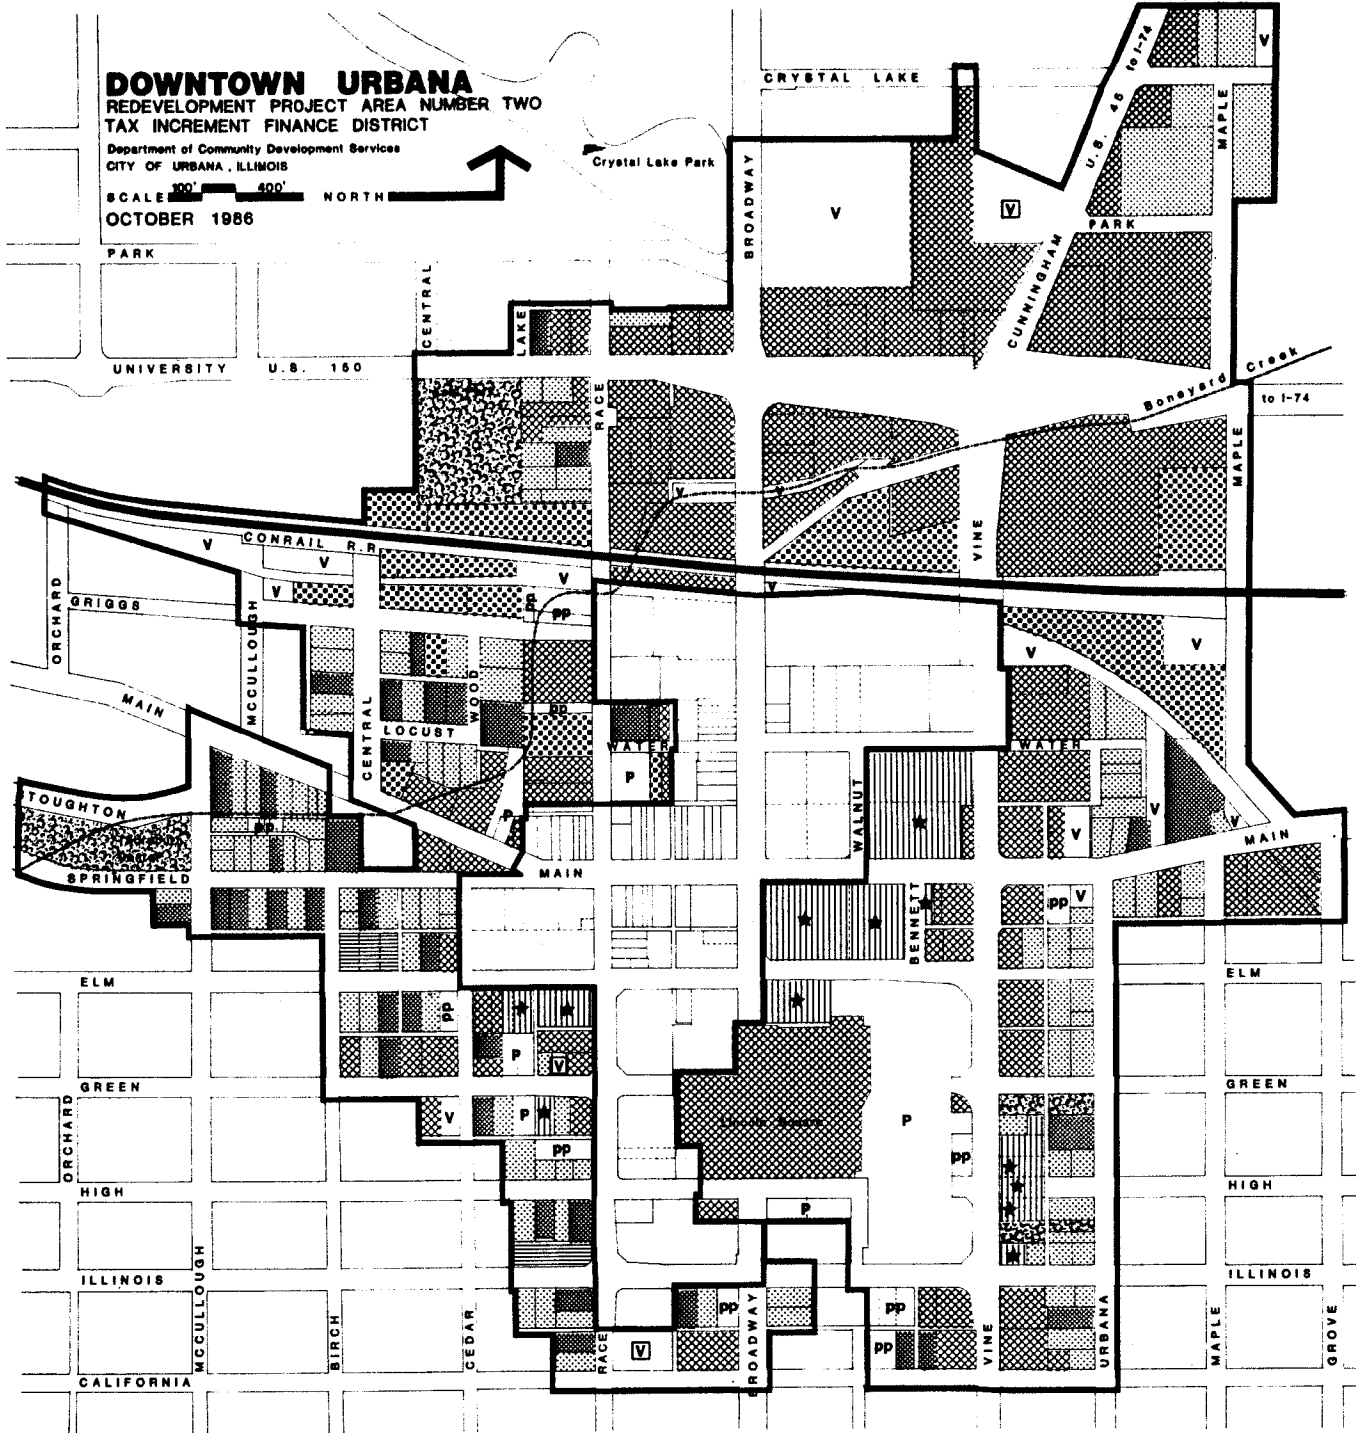 DOWNTOWN URBANA
REDEVELOPMENT PROJECT AREA NUMBER TWO
TAX INCREMENT FINANCE DISTRICT
Department of Community Development Services
CITY OF URBANA, ILLINOIS
SCALE 100' 400' NORTH
OCTOBER 1986
to I-74
V
CRYSTAL LAKE
U.S. 45
MAPLE
Crystal Lake Park
BROADWAY
V
V
PARK
PARK
CENTRAL
LAKE
CUNNINGHAM
UNIVERSITY U.S. 150
RACE
Boneyard Creek
to I-74
MAPLE
V
V
VINE
CONRAIL R.R
V
V
V
V
V
ORCHARD
GRIGGS
MCCULLOUGH
pp
pp
V
V
MAIN
CENTRAL
WOOD
pp
LOCUST
WATER
WATER
P
WALNUT
STOUGHTON
pp
P
V
V
V
MAIN
SPRINGFIELD
MAIN
BENNETT
pp
V
ELM
ELM
pp
P
V
GREEN
GREEN
ORCHARD
V
P
pp
P
pp
HIGH
HIGH
P
ILLINOIS
ILLINOIS
MCCULLOUGH
BIRCH
CEDAR
RACE
V
pp
BROADWAY
pp
pp
VINE
URBANA
MAPLE
GROVE
CALIFORNIA